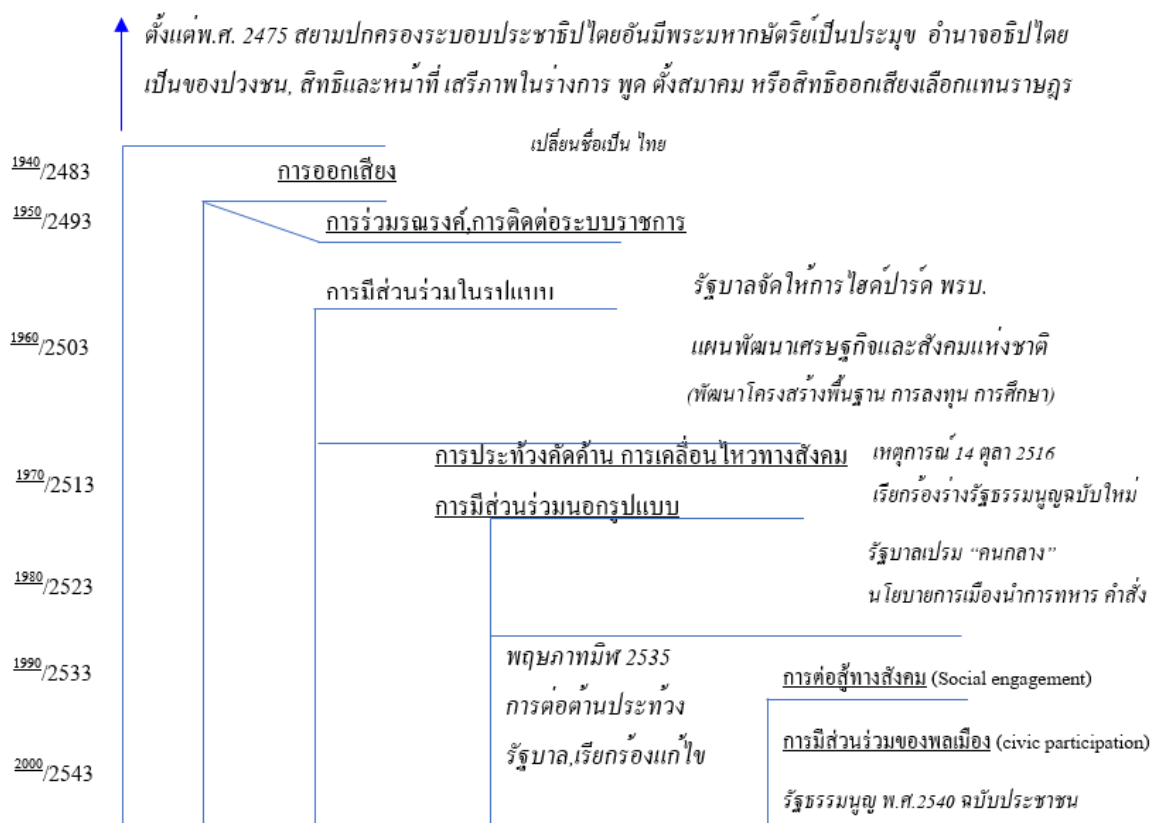 ตั้งแต่พ.ศ. 2475 สยามปกครองระบอบประชาธิปไตยอันมีพระมหากษัตริย์เป็นประมุข อำนาจอธิปไตย
เป็นของปวงชน, สิทธิและหน้าที่ เสรีภาพในร่างการ พูด ตั้งสมาคม หรือสิทธิออกเสียงเลือกแทนราษฎร
เปลี่ยนชื่อเป็น ไทย
1940/2483
การออกเสียง
1950/2493
การร่วมรณรงค์,การติดต่อระบบราชการ
การมีส่วนร่วมในรูปแบบ
รัฐบาลจัดให้การไฮด์ปาร์ค พรบ.
1960/2503
แผนพัฒนาเศรษฐกิจและสังคมแห่งชาติ
(พัฒนาโครงสร้างพื้นฐาน การลงทุน การศึกษา)
การประท้วงคัดค้าน การเคลื่อนไหวทางสังคม
เหตุการณ์ 14 ตุลา 2516
1970/2513
เรียกร้องร่างรัฐธรรมนูญฉบับใหม่
การมีส่วนร่วมนอกรูปแบบ
รัฐบาลเปรม “คนกลาง”
1980/2523
นโยบายการเมืองนำการทหาร คำสั่ง
พฤษภาทมิฬ 2535
1990/2533
การต่อสู้ทางสังคม (Social engagement)
การต่อต้านประท้วง
การมีส่วนร่วมของพลเมือง (civic participation)
รัฐบาล,เรียกร้องแก้ไข
2000/2543
รัฐธรรมนูญ พ.ศ.2540 ฉบับประชาชน